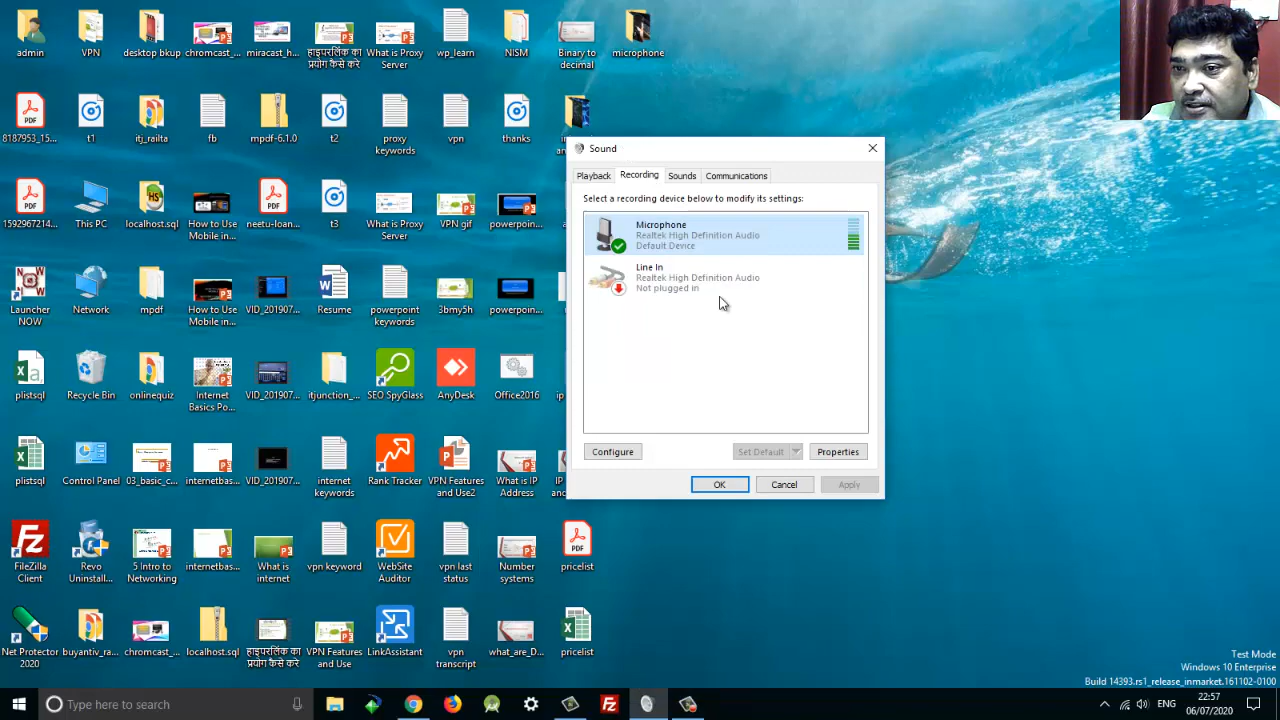 admin
VPN
desktop bkup
chromcast_...
miracast_h...
हाइपरलिंक का
प्रयोग कैसे करे
What is Proxy
Server
wp_learn
NISM
Binary to
decimal
microphone
8187953_15...
t1
itj_railta
fb
mpdf-6.1.0
t2
proxy
keywords
vpn
thanks
1592967214...
This PC
localhost.sql
How to Use
Mobile in...
neetu-loan...
t3
What is Proxy
Server
VPN gif
powerpoin...
Launcher
NOW
Network
mpdf
How to Use
Mobile in...
VID_201907...
Resume
powerpoint
keywords
3bmy5h
powerpoin...
plistsql
Recycle Bin
onlinequiz
Internet
Basics Po...
VID_201907...
itjunction_...
SEO SpyGlass
AnyDesk
Office2016
ip
plistsql
Control Panel
03_basic_c...
internetbas...
VID_201907...
internet
keywords
Rank Tracker
VPN Features
and Use2
What is IP
Address
FileZilla
Client
Revo
Uninstall...
5 Intro to
Networking
internetbas...
What is
internet
vpn keyword
WebSite
Auditor
vpn last
status
Number
systems
pricelist
Net Protector
2020
buyantiv_ra...
chromcast_...
localhost.sql
हाइपरलिंक का
प्रयोग कैसे करे
VPN Features
and Use
LinkAssistant
vpn
transcript
what_are_D...
pricelist
Sound
Playback
Recording
Sounds
Communications
Select a recording device below to modify its settings:
Microphone
Realtek High Definition Audio
Default Device
Line In
Realtek High Definition Audio
Not plugged in
Configure
Set Default
Properties
OK
Cancel
Apply
Test Mode
Windows 10 Enterprise
Build 14393.rs1_release_inmarket.161102-0100
Type here to search
ENG
22:57
06/07/2020